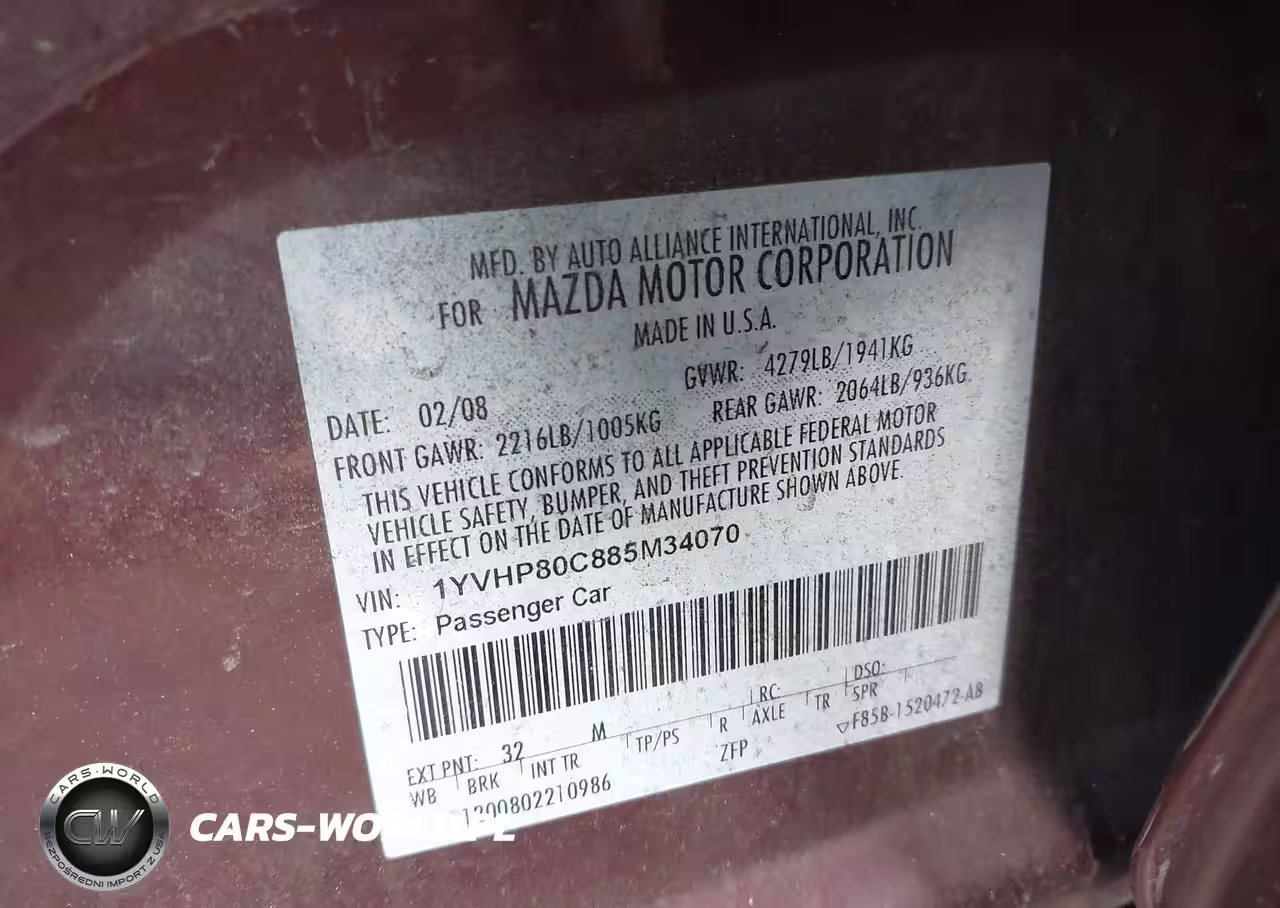 MFD. BY AUTO ALLIANCE INTERNATIONAL, INC.
FOR MAZDA MOTOR CORPORATION
MADE IN U.S.A.
DATE: 02/08
GVWR: 4279LB/1941KG
FRONT GAWR: 2216LB/1005KG
REAR GAWR: 2064LB/936KG
THIS VEHICLE CONFORMS TO ALL APPLICABLE FEDERAL MOTOR
VEHICLE SAFETY, BUMPER, AND THEFT PREVENTION STANDARDS
IN EFFECT ON THE DATE OF MANUFACTURE SHOWN ABOVE.
VIN: 1YVHP80C885M34070
TYPE: Passenger Car
EXT PNT: 32 M RC: DSO:
WB BRK INT TR TP/PS R AXLE TR SPR
ZFP
▽F85B-1520472-AB
1200802210986
CARS-WORLD
CW
BEZPOŚREDNI IMPORT Z USA